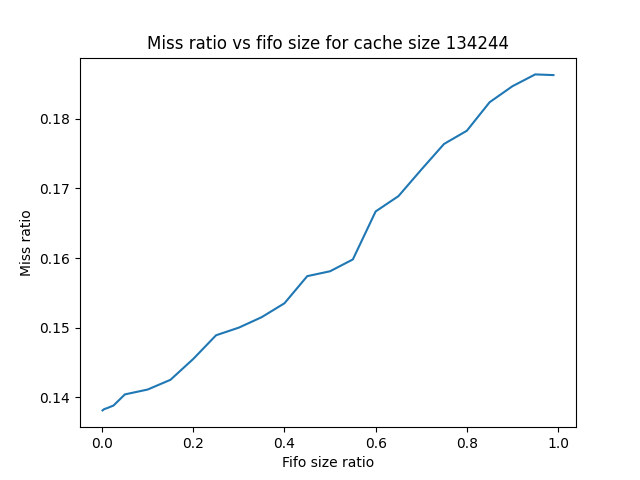 Miss ratio vs fifo size for cache size 134244
0.18
0.17
0.16
0.15
0.14
Miss ratio
0.0 0.2 0.4 0.6 0.8 1.0
Fifo size ratio